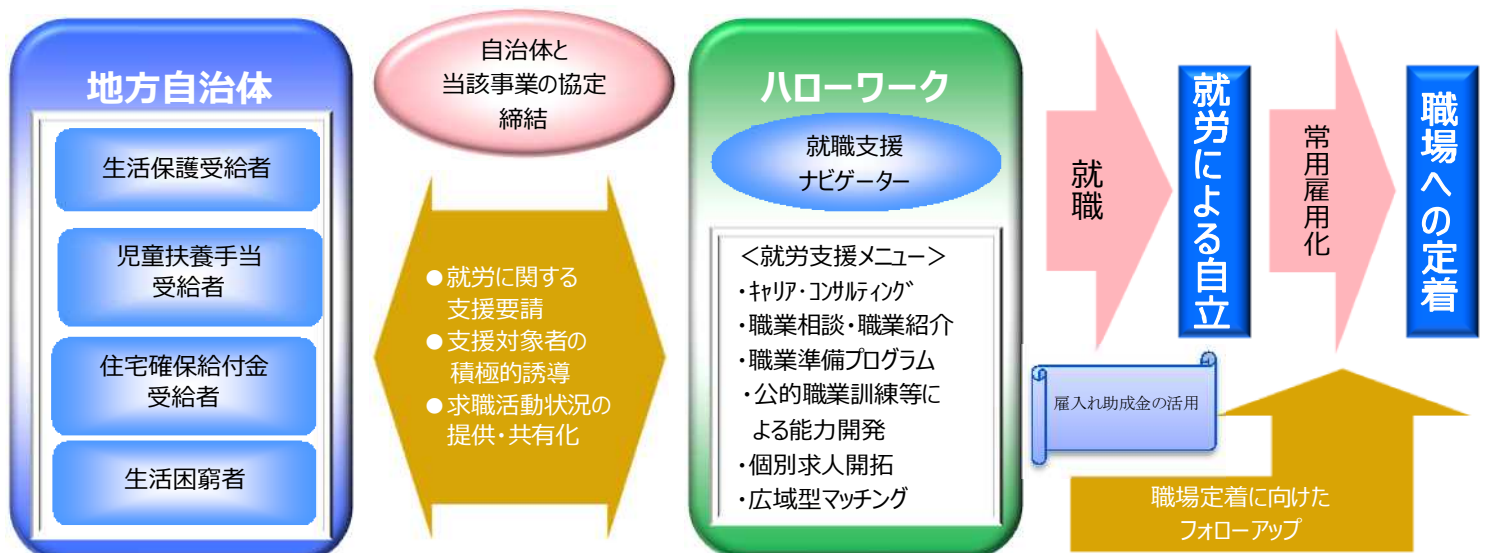 地方自治体
生活保護受給者
児童扶養手当
受給者
住宅確保給付金
受給者
生活困窮者
自治体と
当該事業の協定
締結
●就労に関する
支援要請
●支援対象者の
積極的誘導
●求職活動状況の
提供・共有化
ハローワーク
就職支援
ナビゲーター
＜就労支援メニュー＞
・ｷｬﾘｱ・ｺﾝｻﾙﾃｨﾝｸﾞ
・職業相談・職業紹介
・職業準備プログラム
・公的職業訓練等に
よる能力開発
・個別求人開拓
・広域型マッチング
就職
就労による自立
常用雇用化
職場への定着
雇入れ助成金の活用
職場定着に向けた
フォローアップ